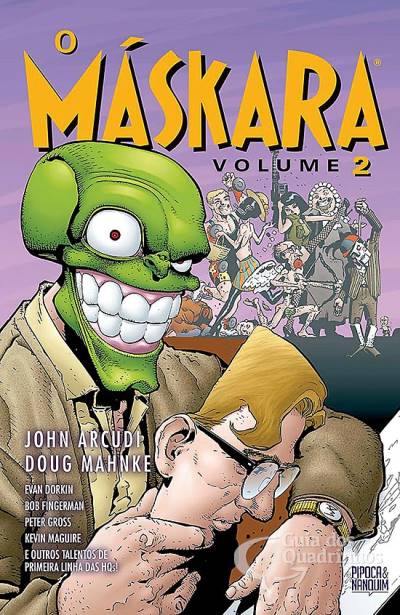 O
MÁSKARA®
VOLUME 2
JOHN ARCUDI
DOUG MAHNKE
EVAN DORKIN
BOB FINGERMAN
PETER GROSS
KEVIN MAGUIRE
E OUTROS TALENTOS DE
PRIMEIRA LINHA DAS HQs!
Guia dos
Quadrinhos
PIPOCA &
NANQUIM